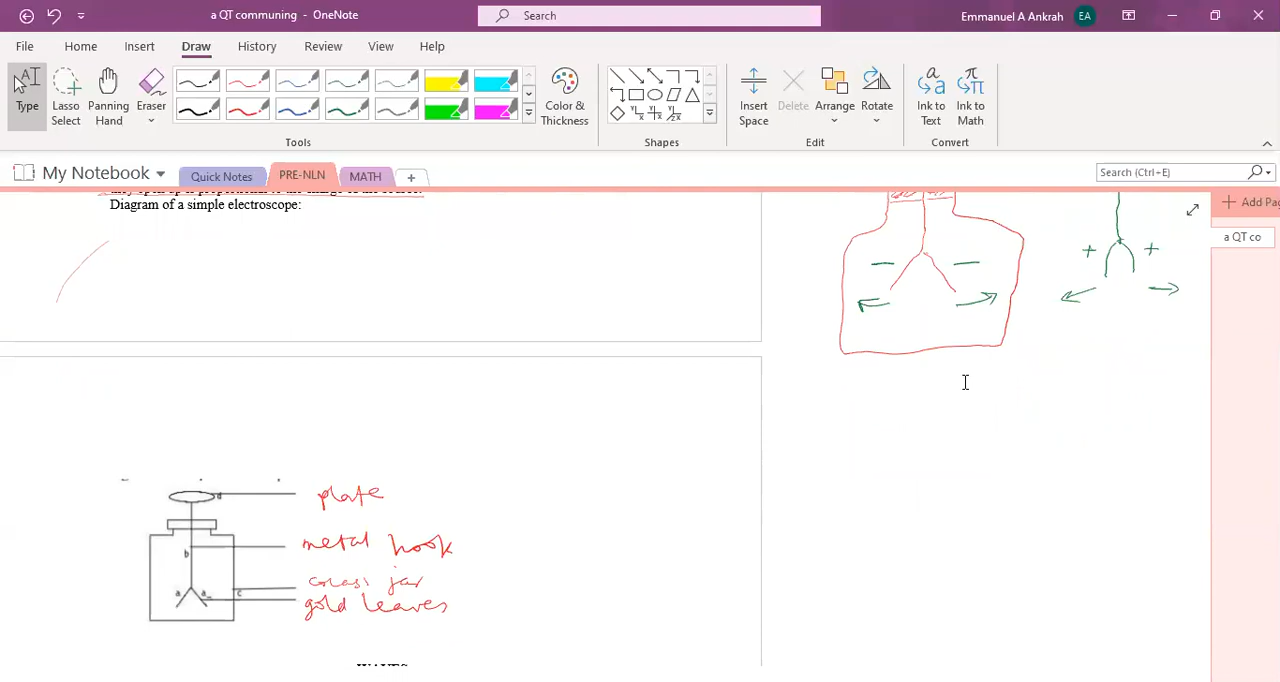 a QT communing - OneNote
Search
Emmanuel A Ankrah
EA
File Home Insert Draw History Review View Help
Type
Lasso Select
Panning Hand
Eraser
Color & Thickness
Insert Space
Delete
Arrange
Rotate
Ink to Text
Ink to Math
Tools
Shapes
Edit
Convert
My Notebook
Quick Notes
PRE-NLN
MATH
Search (Ctrl+E)
Add Pag
a QT co
Diagram of a simple electroscope:
− −
+ +
d plate
b metal hook
jar
a a c
gold leaves
WAVES